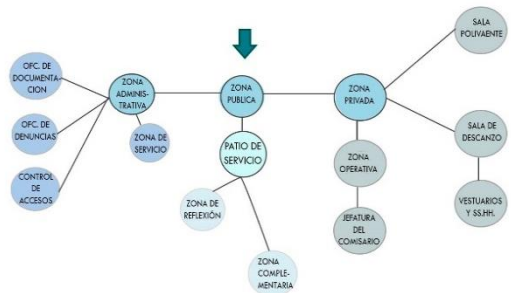 SALA
POLIVAENTE
OFC. DE
DOCUMENTA
CION
ZONA
ADMINIS-
TRATIVA
ZONA
PUBLICA
ZONA
PRIVADA
OFC. DE
DENUNCIAS
ZONA DE
SERVICIO
PATIO DE
SERVICIO
ZONA
OPERATIVA
SALA DE
DESCANZO
CONTROL
DE
ACCESOS
ZONA DE
REFLEXIÓN
JEFATURA
DEL
COMISARIO
VESTUARIOS
Y SS.HH.
ZONA
COMPLE-
MENTARIA